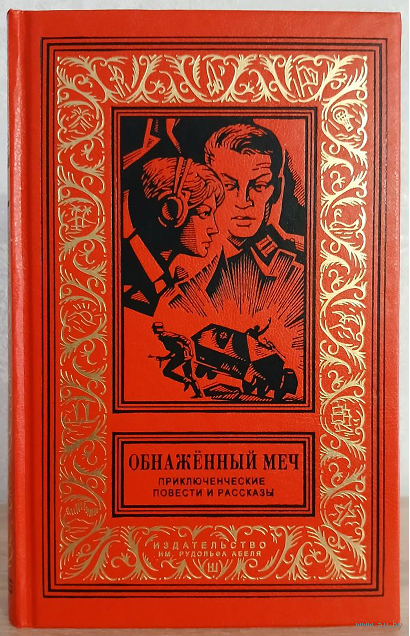 ОБНАЖЁННЫЙ МЕЧ
ПРИКЛЮЧЕНЧЕСКИЕ
ПОВЕСТИ И РАССКАЗЫ
ИЗДАТЕЛЬСТВО
ИМ. РУДОЛЬФА АБЕЛЯ